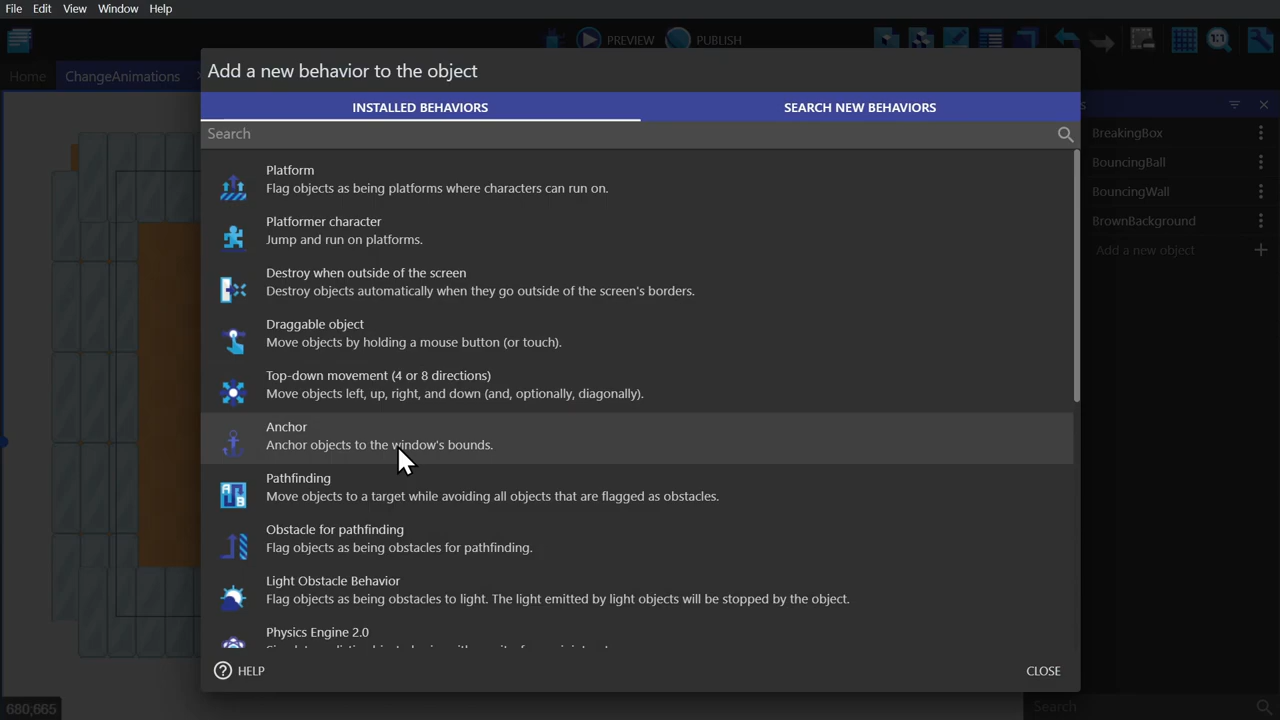 File Edit View Window Help
PREVIEW PUBLISH
1:1
Home ChangeAnimations
Add a new behavior to the object
INSTALLED BEHAVIORS SEARCH NEW BEHAVIORS
Search
Platform
Flag objects as being platforms where characters can run on.
Platformer character
Jump and run on platforms.
Destroy when outside of the screen
Destroy objects automatically when they go outside of the screen's borders.
Draggable object
Move objects by holding a mouse button (or touch).
Top-down movement (4 or 8 directions)
Move objects left, up, right, and down (and, optionally, diagonally).
Anchor
Anchor objects to the window's bounds.
Pathfinding
Move objects to a target while avoiding all objects that are flagged as obstacles.
Obstacle for pathfinding
Flag objects as being obstacles for pathfinding.
Light Obstacle Behavior
Flag objects as being obstacles to light. The light emitted by light objects will be stopped by the object.
Physics Engine 2.0
HELP CLOSE
BreakingBox
BouncingBall
BouncingWall
BrownBackground
Add a new object
Search
680;665